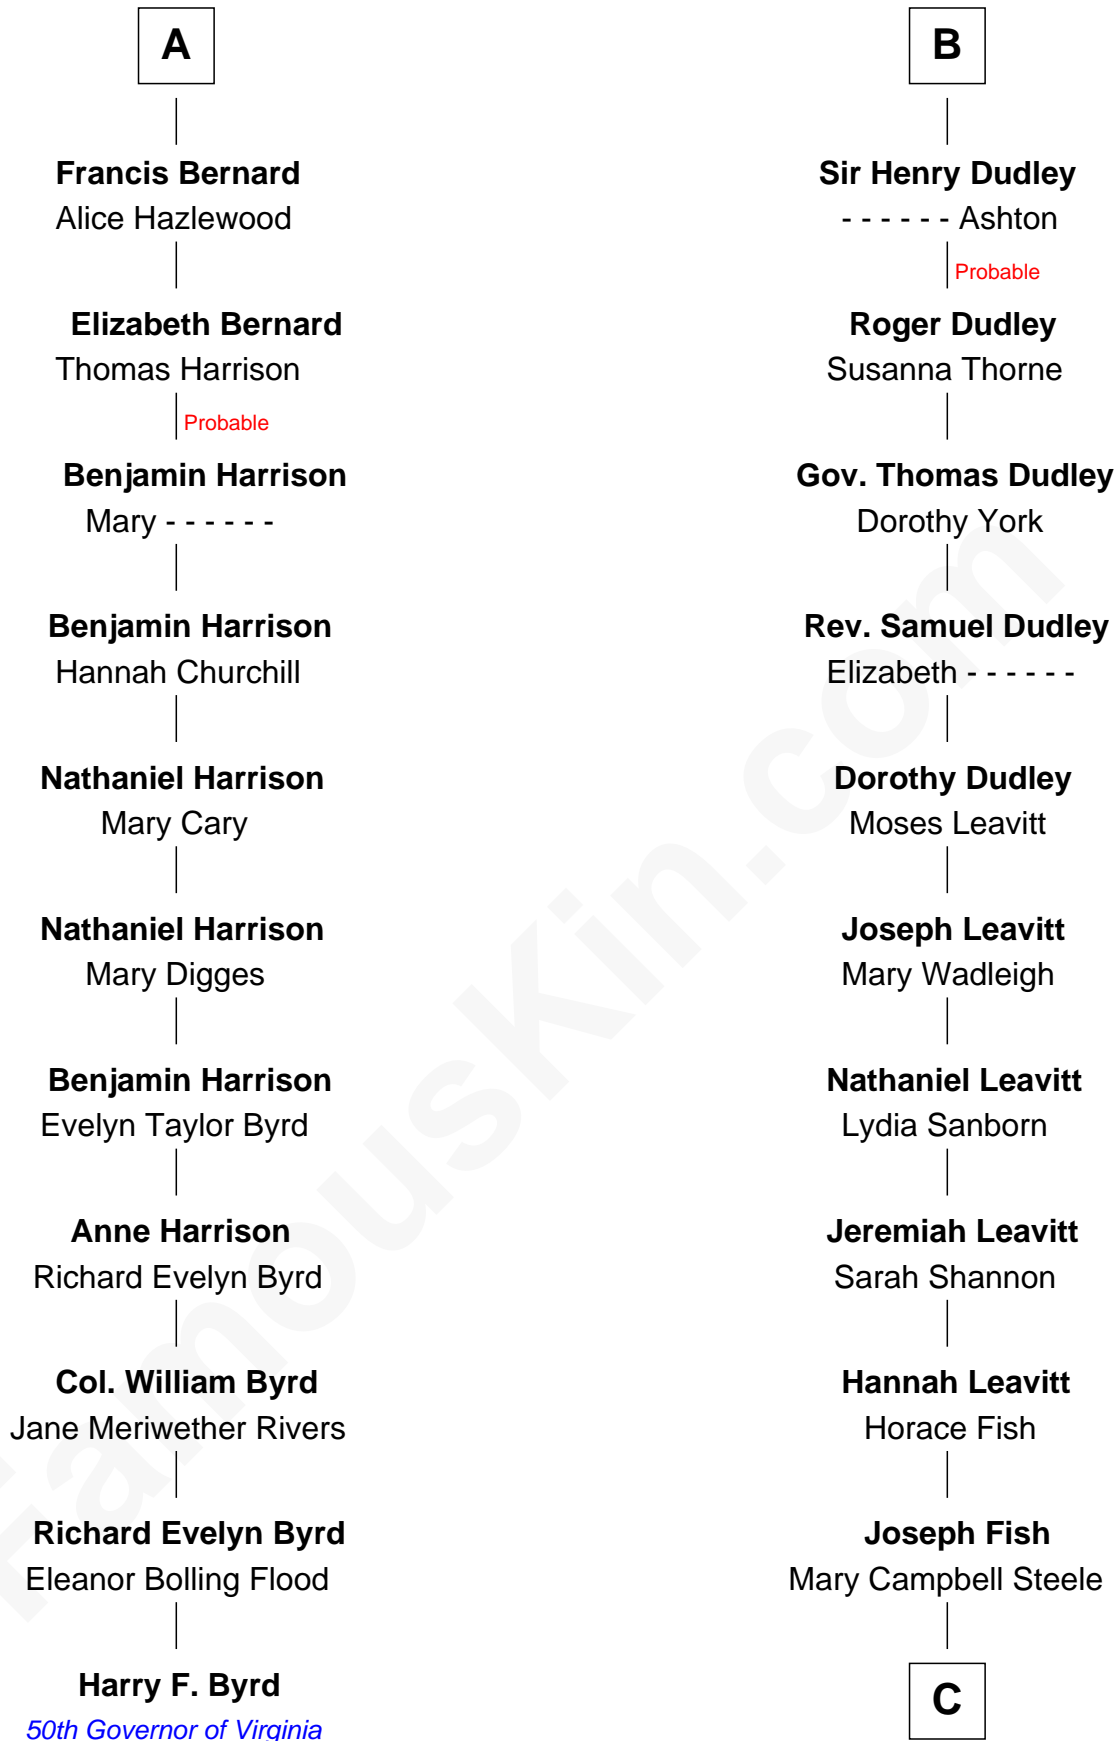 A
Francis Bernard
Alice Hazlewood
Elizabeth Bernard
Thomas Harrison
Probable
Benjamin Harrison
Mary - - - - - -
Benjamin Harrison
Hannah Churchill
Nathaniel Harrison
Mary Cary
Nathaniel Harrison
Mary Digges
Benjamin Harrison
Evelyn Taylor Byrd
Anne Harrison
Richard Evelyn Byrd
Col. William Byrd
Jane Meriwether Rivers
Richard Evelyn Byrd
Eleanor Bolling Flood
Harry F. Byrd
50th Governor of Virginia
B
Sir Henry Dudley
- - - - - - Ashton
Probable
Roger Dudley
Susanna Thorne
Gov. Thomas Dudley
Dorothy York
Rev. Samuel Dudley
Elizabeth - - - - - -
Dorothy Dudley
Moses Leavitt
Joseph Leavitt
Mary Wadleigh
Nathaniel Leavitt
Lydia Sanborn
Jeremiah Leavitt
Sarah Shannon
Hannah Leavitt
Horace Fish
Joseph Fish
Mary Campbell Steele
C
FamousKin.com